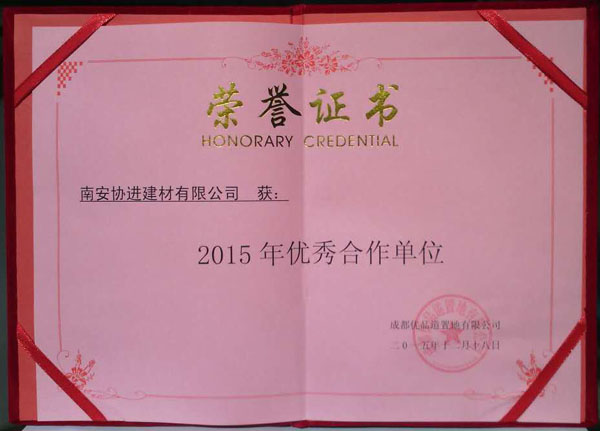 荣誉证书
HONORARY CREDENTIAL
南安协进建材有限公司 获：
2015年优秀合作单位
成都优品道置地有限公司
二〇一五年十二月十八日